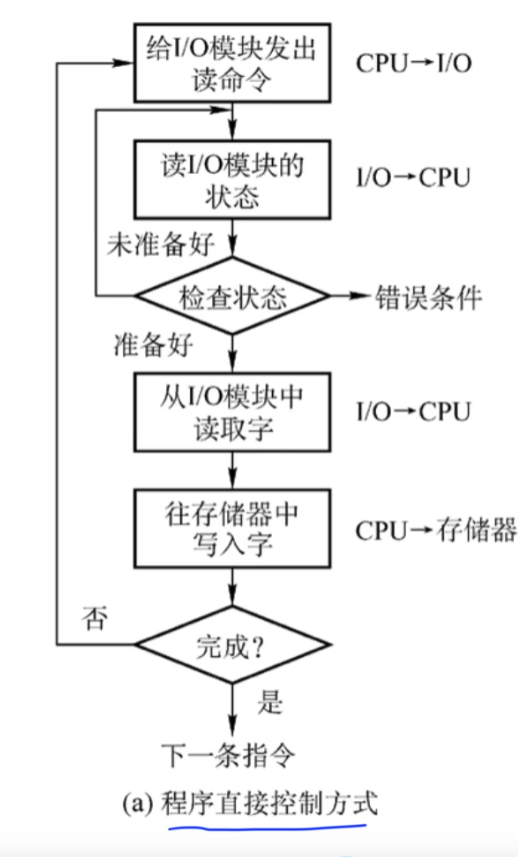 给I/O模块发出
读命令
CPU→I/O
读I/O模块的
状态
I/O→CPU
未准备好
检查状态
错误条件
准备好
从I/O模块中
读取字
I/O→CPU
往存储器中
写入字
CPU→存储器
否
完成?
是
下一条指令
(a) 程序直接控制方式